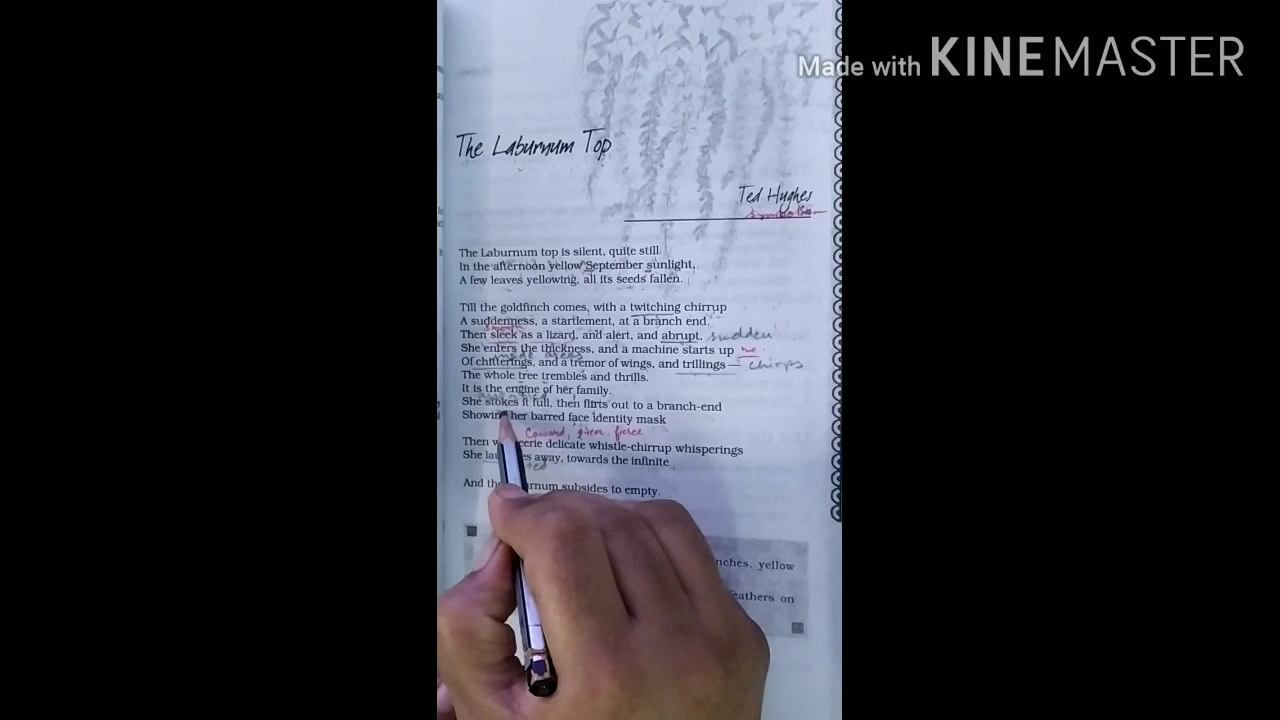 Made with KINEMASTER
The Laburnum Top
Ted Hughes
The Laburnum top is silent, quite still
In the afternoon yellow September sunlight,
A few leaves yellowing, all its seeds fallen.
Till the goldfinch comes, with a twitching chirrup
A suddenness, a startlement, at a branch end.
Then sleek as a lizard, and alert, and abrupt, sudden
She enters the thickness, and a machine starts up
Of chitterings, and a tremor of wings, and trillings — chirps
The whole tree trembles and thrills.
It is the engine of her family.
She stokes it full, then flirts out to a branch-end
Showing her barred face identity mask
fierce
Then delicate whistle-chirrup whisperings
She away, towards the infinite
And subsides to empty.
nches, yellow
eathers on